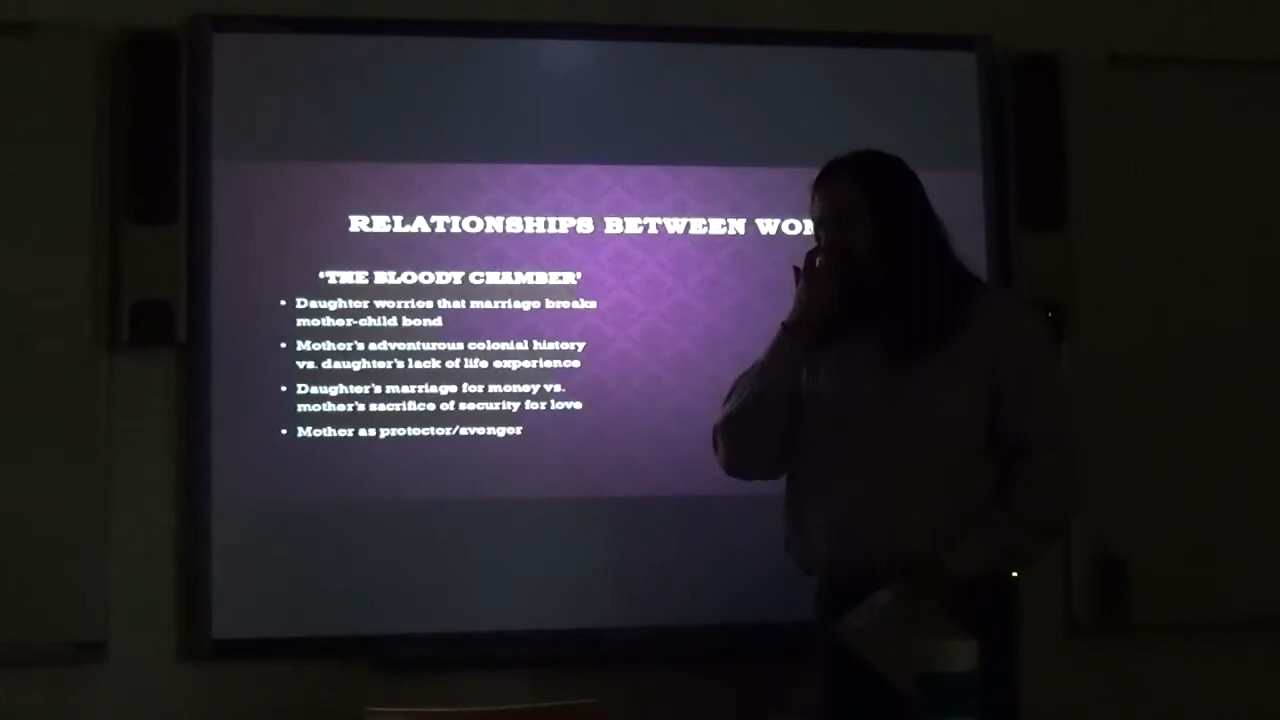 RELATIONSHIPS BETWEEN WOM
'THE BLOODY CHAMBER'
• Daughter worries that marriage breaks
mother-child bond
• Mother's adventurous colonial history
vs. daughter's lack of life experience
• Daughter's marriage for money vs.
mother's sacrifice of security for love
• Mother as protector/avenger